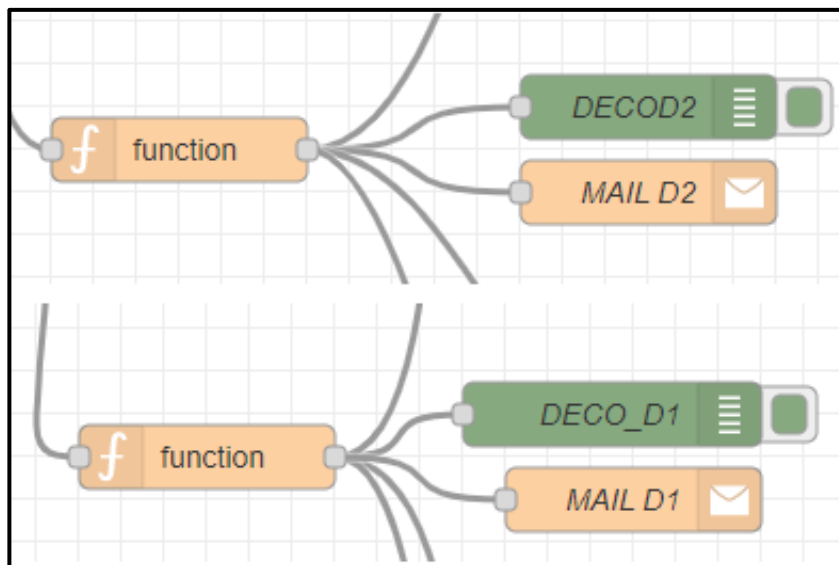 DECOD2
function
MAIL D2
DECO_D1
function
MAIL D1